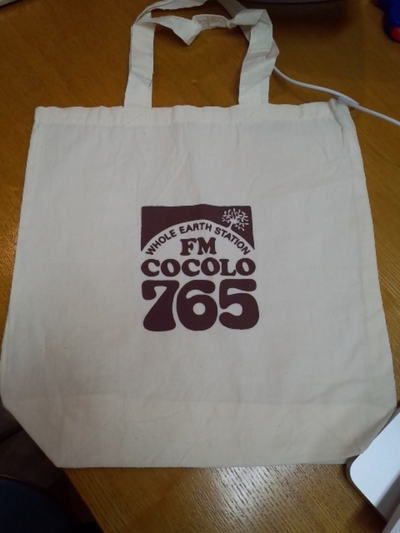 WHOLE EARTH STATION
FM
COCOLO
765